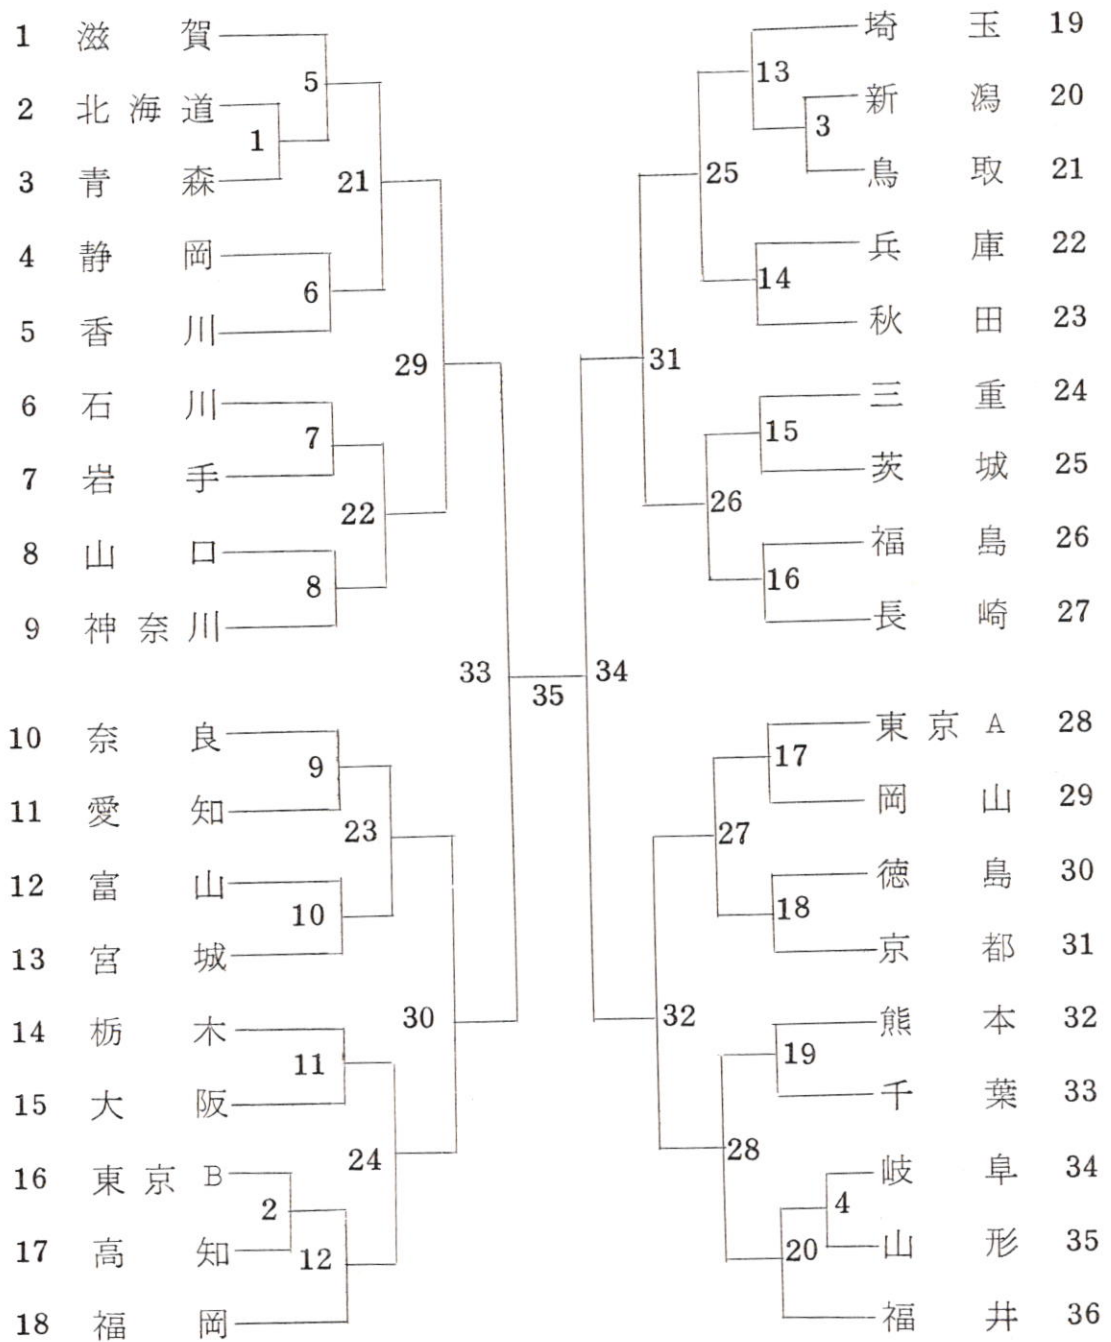 1 滋賀
2 北海道
3 青森
4 静岡
5 香川
6 石川
7 岩手
8 山口
9 神奈川
10 奈良
11 愛知
12 富山
13 宮城
14 栃木
15 大阪
16 東京B
17 高知
18 福岡
5
1
21
6
29
7
22
8
33
9
23
10
30
11
24
2
12
35
34
13
3
25
14
31
15
26
16
17
27
18
32
19
28
4
20
埼玉 19
新潟 20
鳥取 21
兵庫 22
秋田 23
三重 24
茨城 25
福島 26
長崎 27
東京A 28
岡山 29
徳島 30
京都 31
熊本 32
千葉 33
岐阜 34
山形 35
福井 36